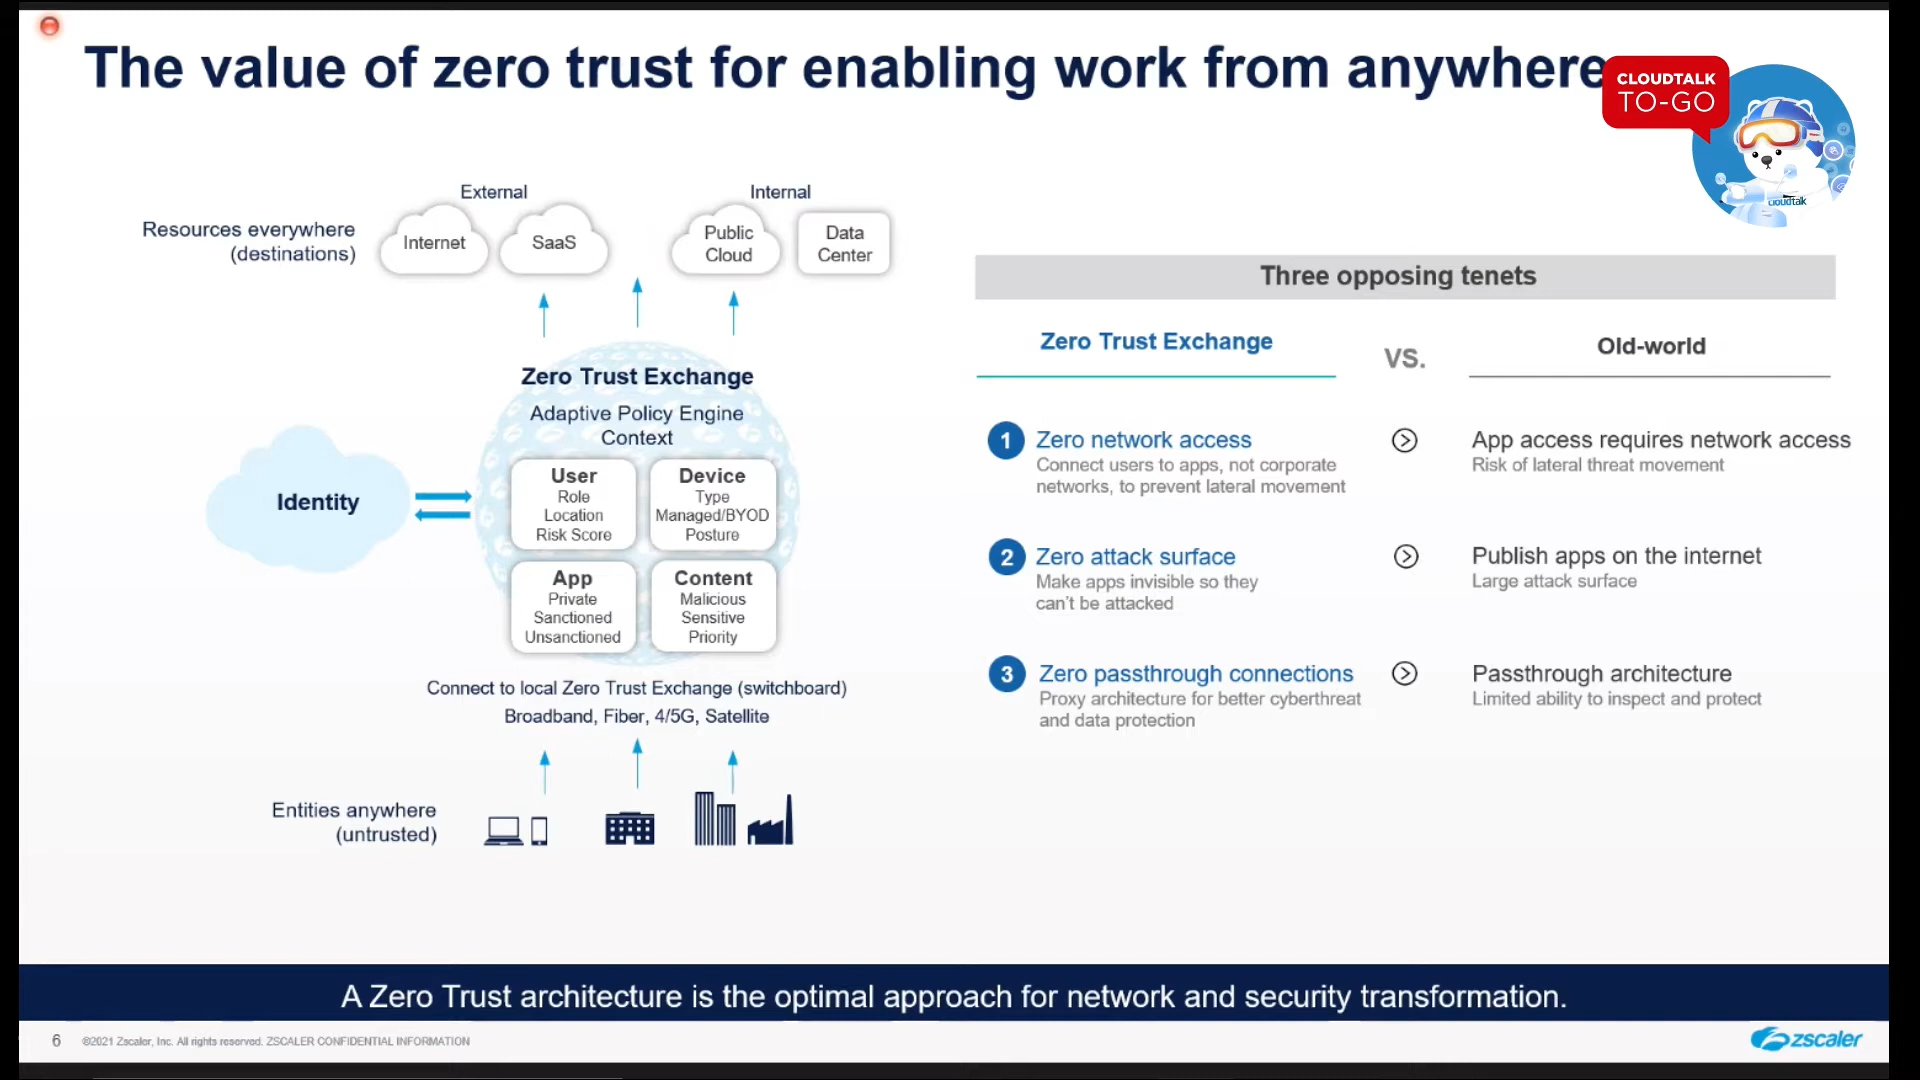 The value of zero trust for enabling work from anywhere
CLOUDTALK
TO-GO
cloudtalk
External
Internal
Resources everywhere
(destinations)
Internet
SaaS
Public
Cloud
Data
Center
Zero Trust Exchange
Adaptive Policy Engine
Context
Identity
User
Role
Location
Risk Score
Device
Type
Managed/BYOD
Posture
App
Private
Sanctioned
Unsanctioned
Content
Malicious
Sensitive
Priority
Connect to local Zero Trust Exchange (switchboard)
Broadband, Fiber, 4/5G, Satellite
Entities anywhere
(untrusted)
Three opposing tenets
Zero Trust Exchange
VS.
Old-world
1 Zero network access
Connect users to apps, not corporate
networks, to prevent lateral movement
App access requires network access
Risk of lateral threat movement
2 Zero attack surface
Make apps invisible so they
can't be attacked
Publish apps on the internet
Large attack surface
3 Zero passthrough connections
Proxy architecture for better cyberthreat
and data protection
Passthrough architecture
Limited ability to inspect and protect
A Zero Trust architecture is the optimal approach for network and security transformation.
6 ©2021 Zscaler, Inc. All rights reserved. ZSCALER CONFIDENTIAL INFORMATION
zscaler